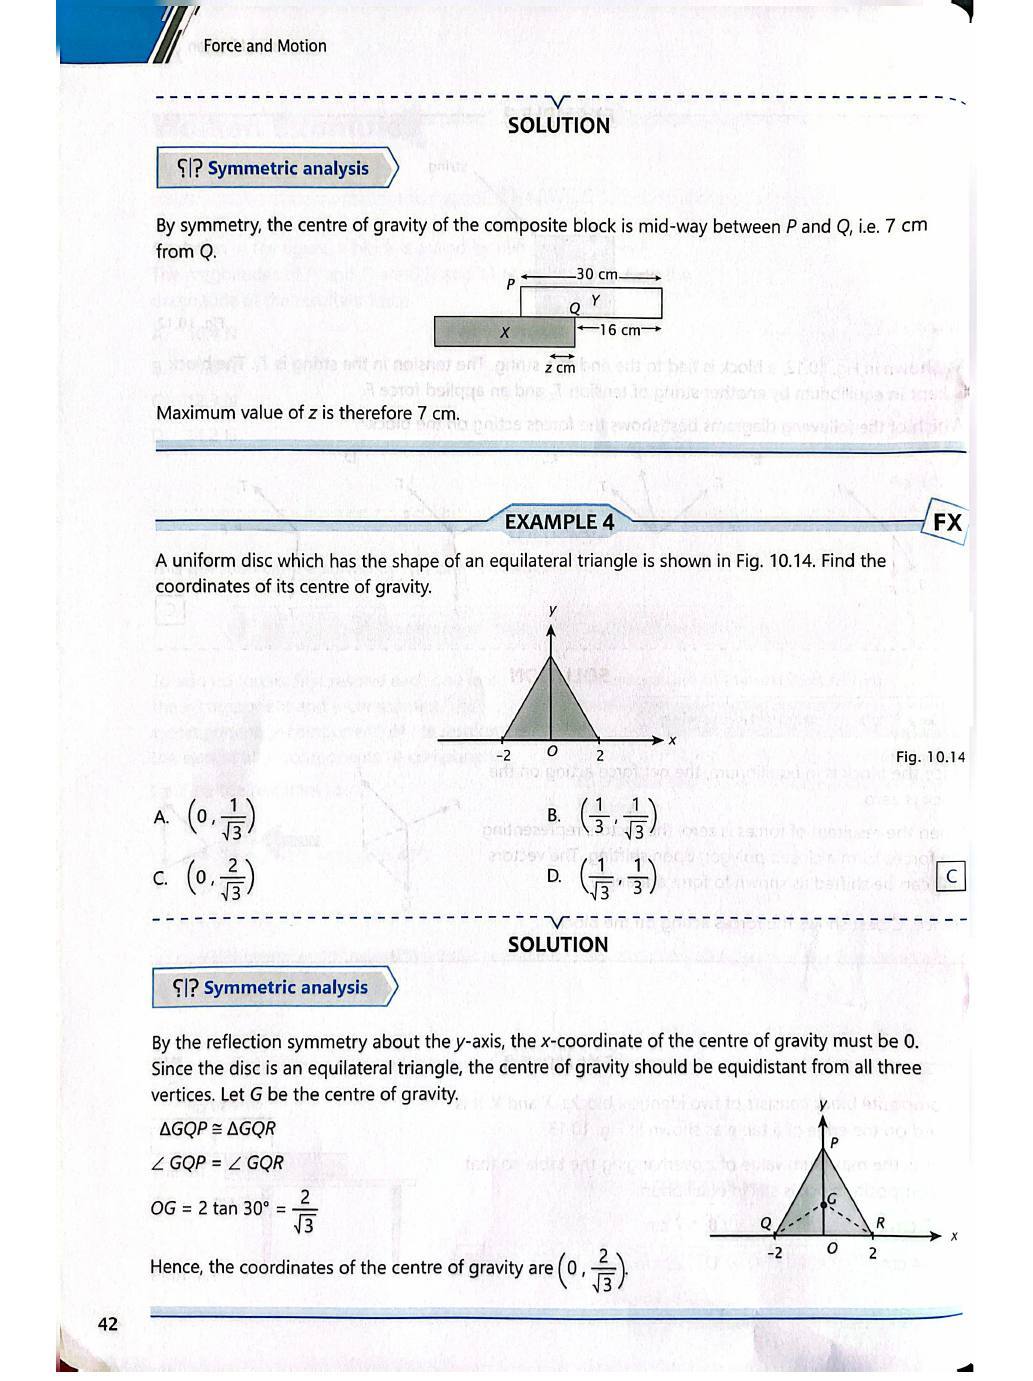 Force and Motion
SOLUTION
Symmetric analysis
By symmetry, the centre of gravity of the composite block is mid-way between P and Q, i.e. 7 cm
from Q.
30 cm
P
Q Y
X
16 cm
z cm
Maximum value of z is therefore 7 cm.
EXAMPLE 4
FX
A uniform disc which has the shape of an equilateral triangle is shown in Fig. 10.14. Find the
coordinates of its centre of gravity.
y
x
-2 O 2
Fig. 10.14
A. (0, 1/√3)
B. (1/3, 1/√3)
C. (0, 2/√3)
D. (1/√3, 1/3)
C
SOLUTION
Symmetric analysis
By the reflection symmetry about the y-axis, the x-coordinate of the centre of gravity must be 0.
Since the disc is an equilateral triangle, the centre of gravity should be equidistant from all three
vertices. Let G be the centre of gravity.
ΔGQP ≅ ΔGQR
∠ GQP = ∠ GQR
OG = 2 tan 30° = 2/√3
Hence, the coordinates of the centre of gravity are (0, 2/√3).
y
P
G
Q R
x
-2 O 2
42